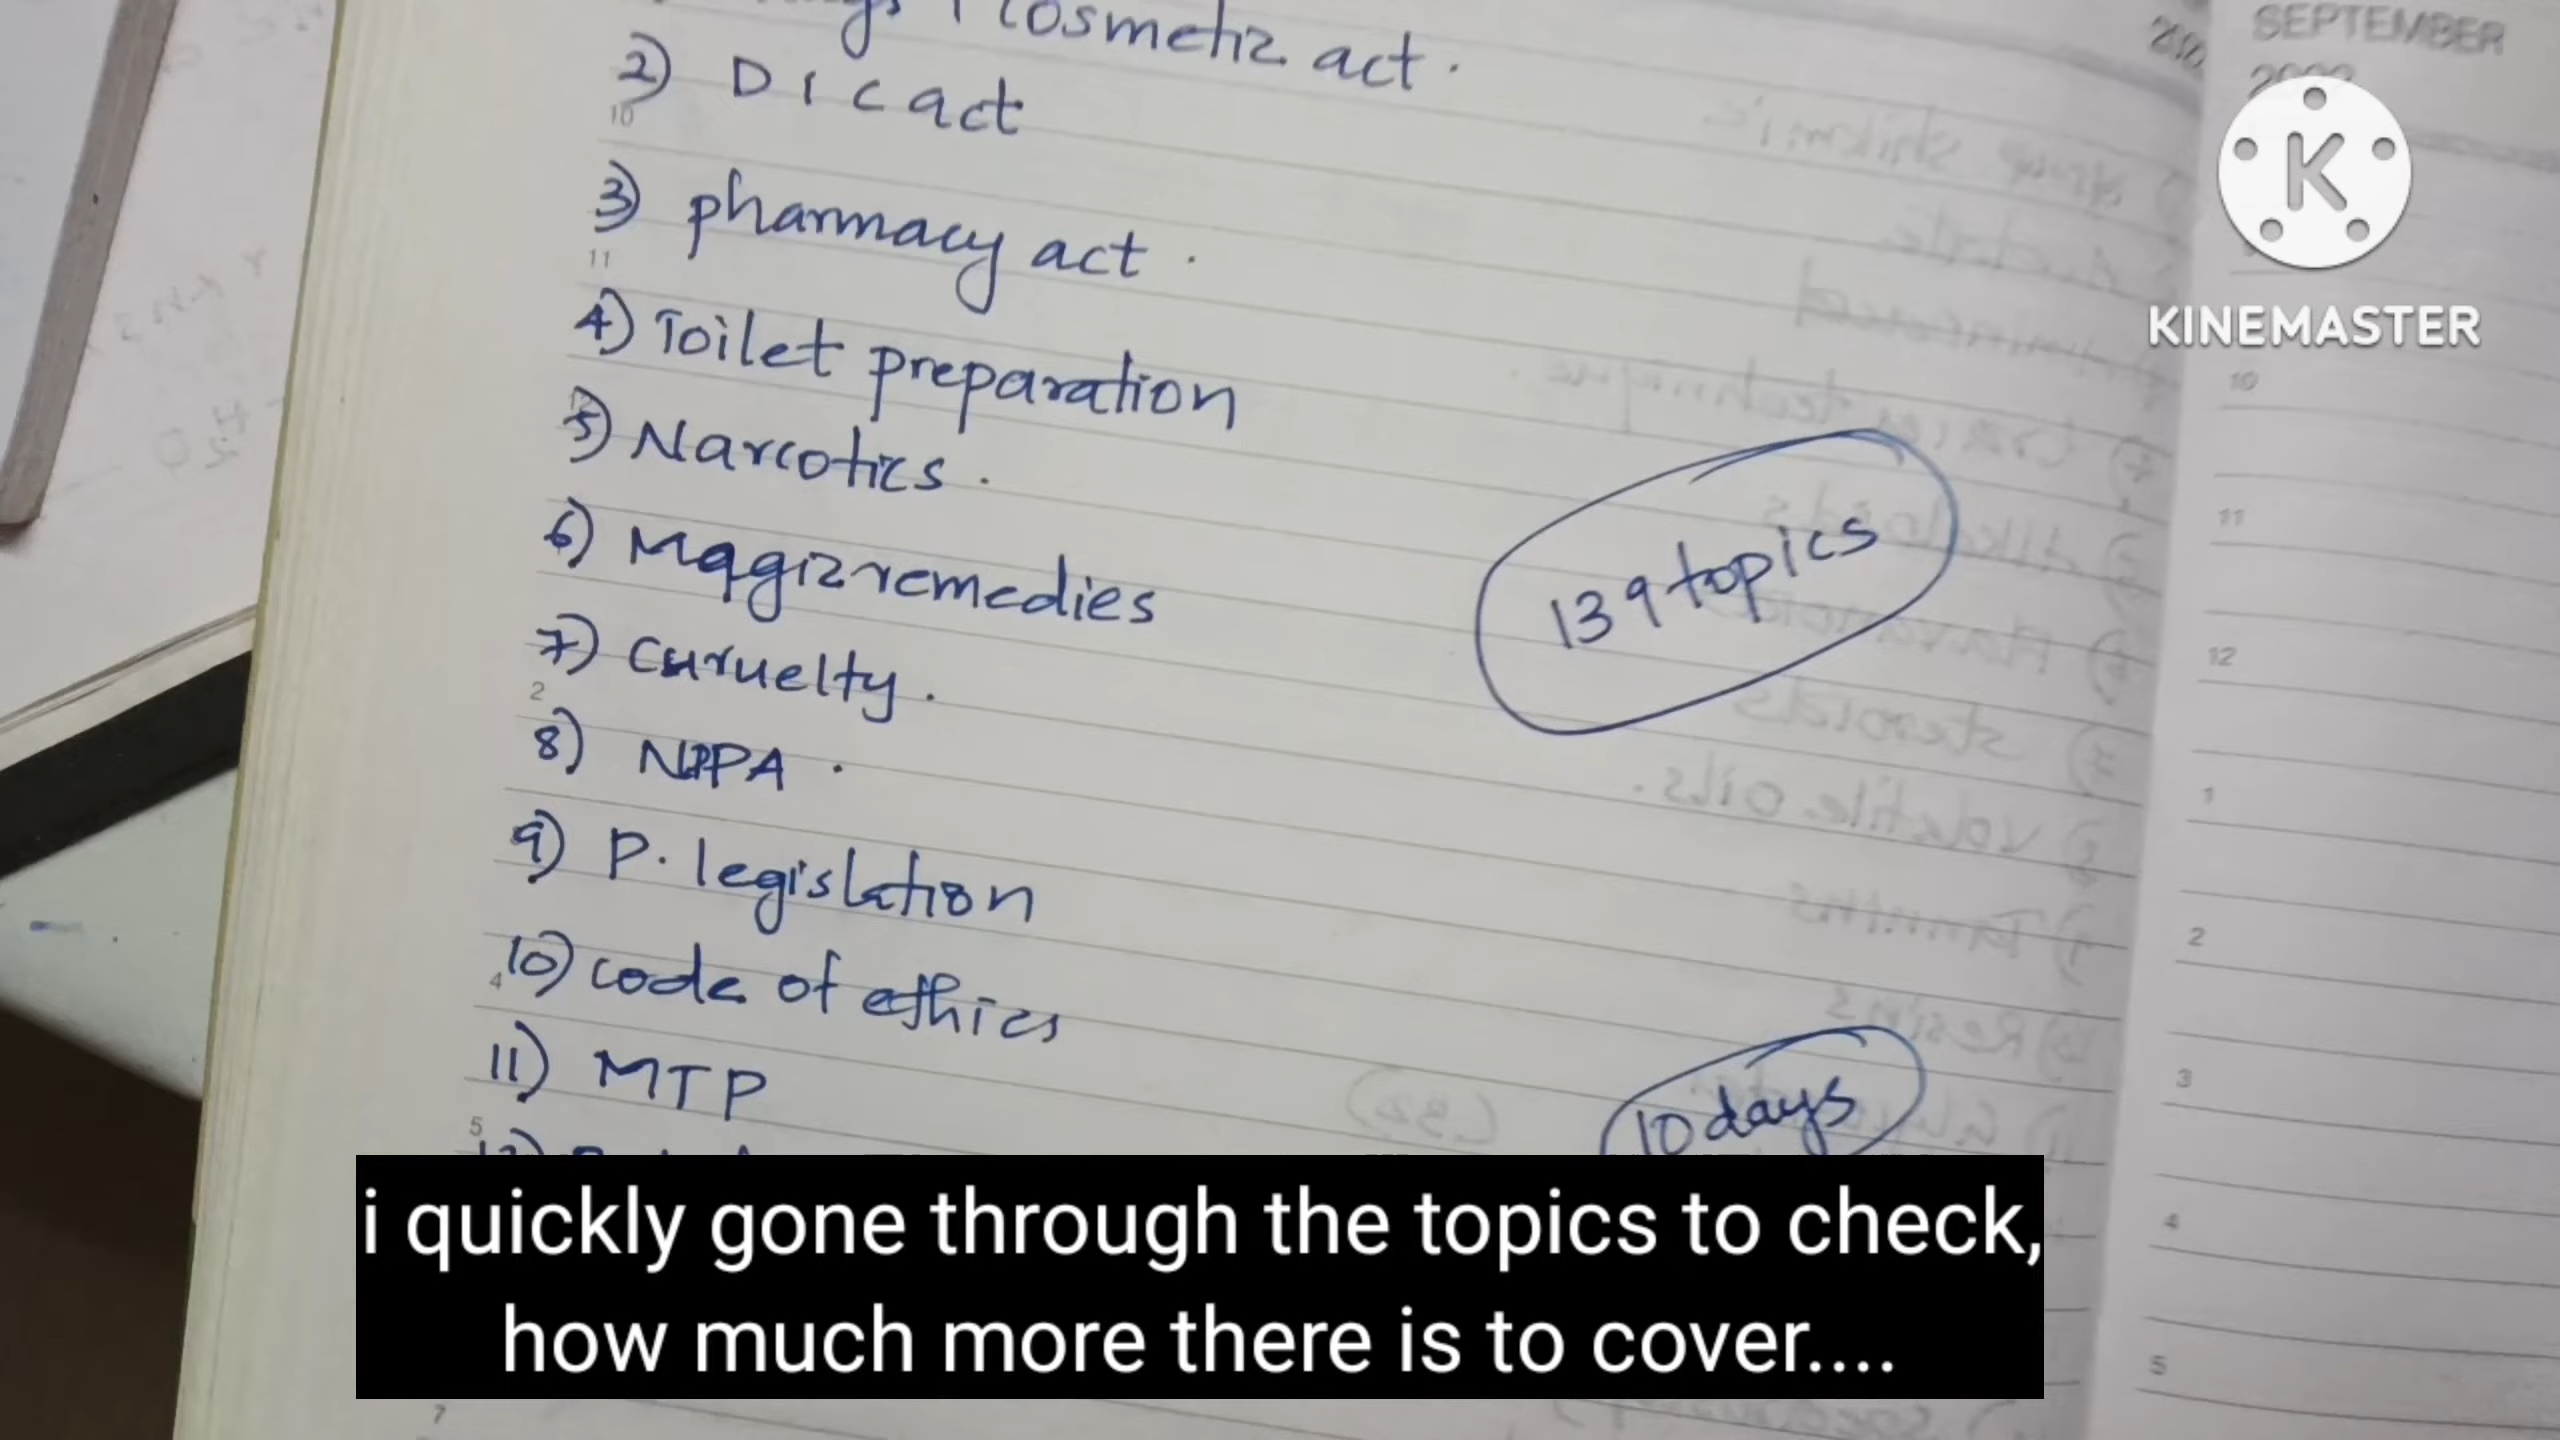 cosmetic act.
2) D I C act
3) pharmacy act.
4) Toilet preparation
5) Narcotics.
6) Maggiz remedies
7) Curuelty.
8) NPPA.
9) P. legislation
10) code of ethics
11) MTP
139 topics
10 days
SEPTEMBER
KINEMASTER
i quickly gone through the topics to check,
how much more there is to cover....